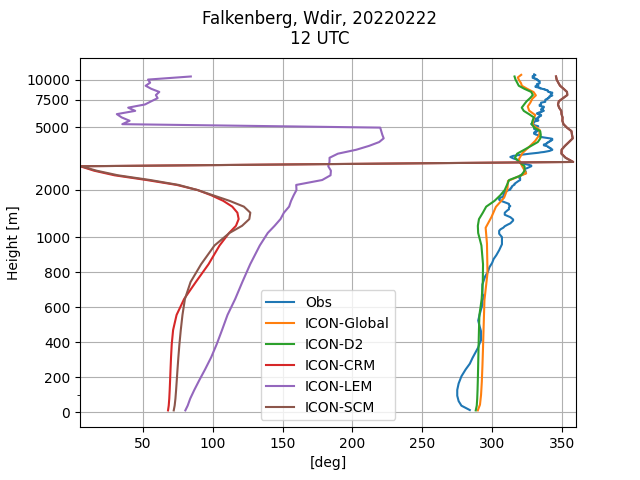 Falkenberg, Wdir, 20220222
12 UTC
Height [m]
10000
7500
5000
2000
1000
800
600
400
200
0
Obs
ICON-Global
ICON-D2
ICON-CRM
ICON-LEM
ICON-SCM
50
100
150
200
250
300
350
[deg]